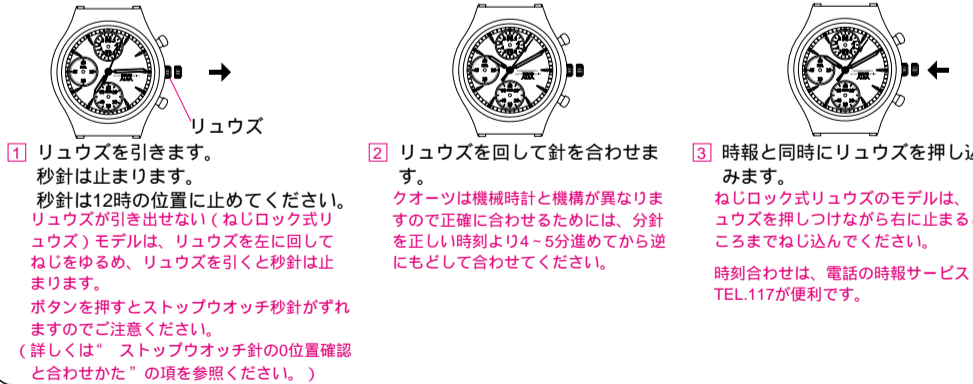 リュウズ
1 リュウズを引きます。
秒針は止まります。
秒針は12時の位置に止めてください。
リュウズが引き出せない（ねじロック式リ
ュウズ）モデルは、リュウズを左に回して
ねじをゆるめ、リュウズを引くと秒針は止
まります。
ボタンを押すとストップウオッチ秒針がずれ
ますのでご注意ください。
（詳しくは“ ストップウオッチ針の0位置確認
と合わせかた”の項を参照ください。）
2 リュウズを回して針を合わせま
す。
クオーツは機械時計と機構が異なりま
すので正確に合わせるためには、分針
を正しい時刻より4~5分進めてから逆
にもどして合わせてください。
3 時報と同時にリュウズを押し込
みます。
ねじロック式リュウズのモデルは、
ュウズを押しつけながら右に止まる
ころまでねじ込んでください。
時刻合わせは、電話の時報サービス
TEL.117が便利です。